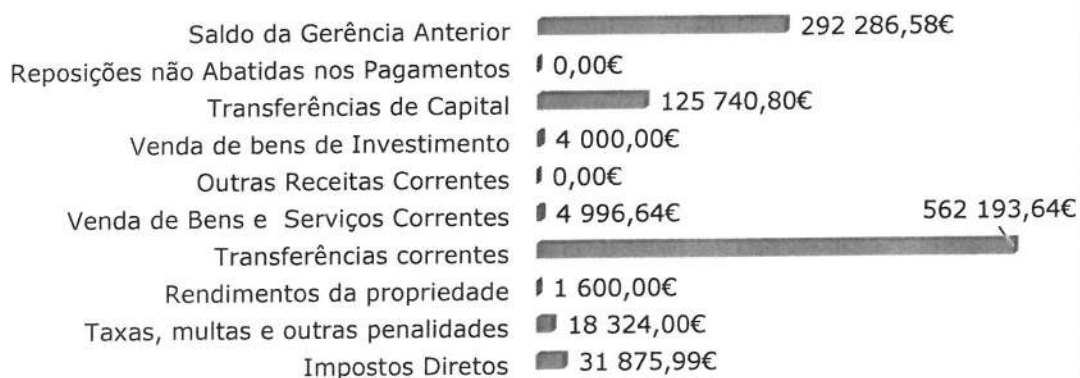 Saldo da Gerência Anterior 292 286,58€
Reposições não Abatidas nos Pagamentos 0,00€
Transferências de Capital 125 740,80€
Venda de bens de Investimento 4 000,00€
Outras Receitas Correntes 0,00€
Venda de Bens e Serviços Correntes 4 996,64€
562 193,64€
Transferências correntes
Rendimentos da propriedade 1 600,00€
Taxas, multas e outras penalidades 18 324,00€
Impostos Diretos 31 875,99€